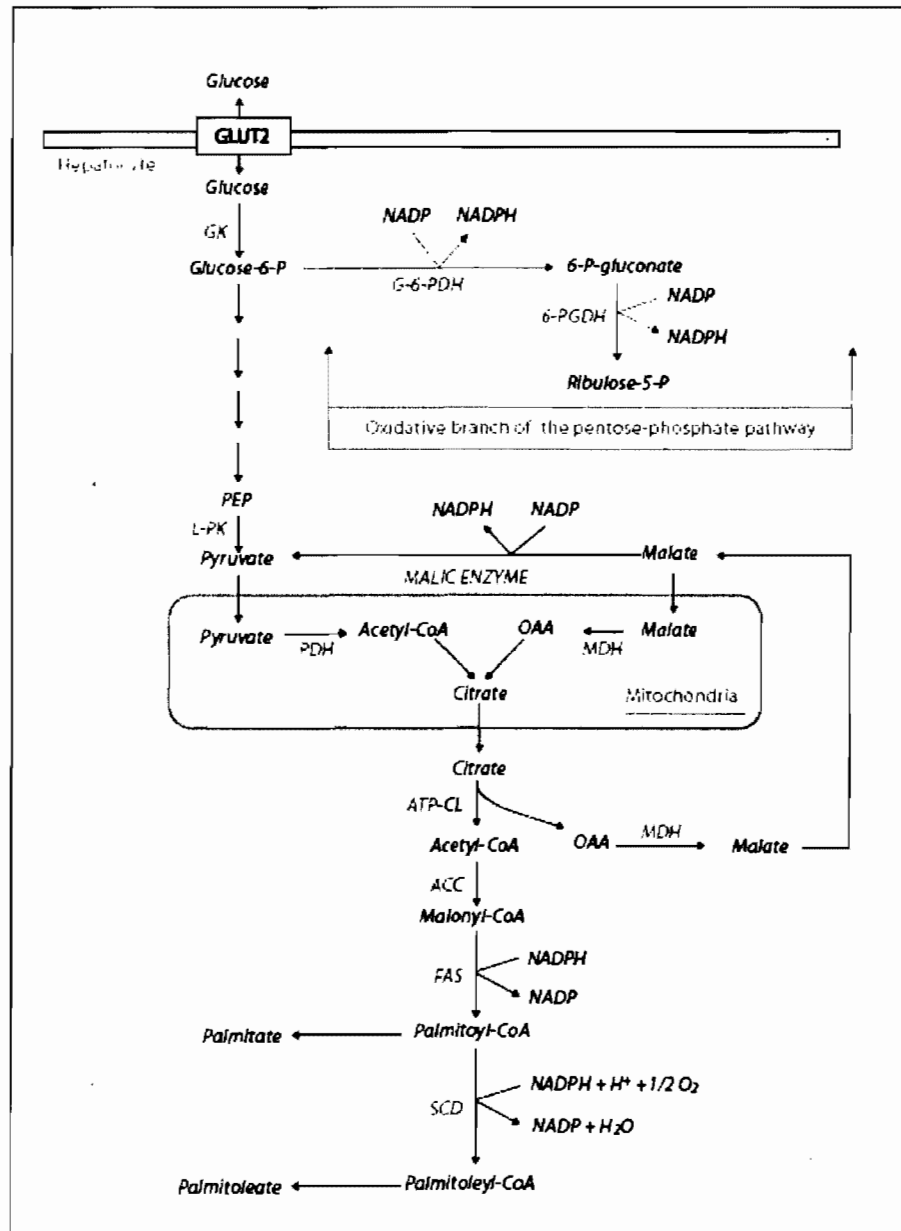 Glucose
GLUT2
Hepatocyte
Glucose
GK
NADP NADPH
Glucose-6-P
G-6-PDH
6-P-gluconate
6-PGDH
NADP
NADPH
Ribulose-5-P
Oxidative branch of the pentose-phosphate pathway
PEP
L-PK
NADPH NADP
Pyruvate
MALIC ENZYME
Malate
Pyruvate
PDH
Acetyl-CoA
OAA
MDH
Malate
Citrate
Mitochondria
Citrate
ATP-CL
Acetyl-CoA
OAA
MDH
Malate
ACC
Malonyl-CoA
FAS
NADPH
NADP
Palmitate
Palmitoyl-CoA
SCD
NADPH + H⁺ + 1/2 O₂
NADP + H₂O
Palmitoleate
Palmitoleyl-CoA